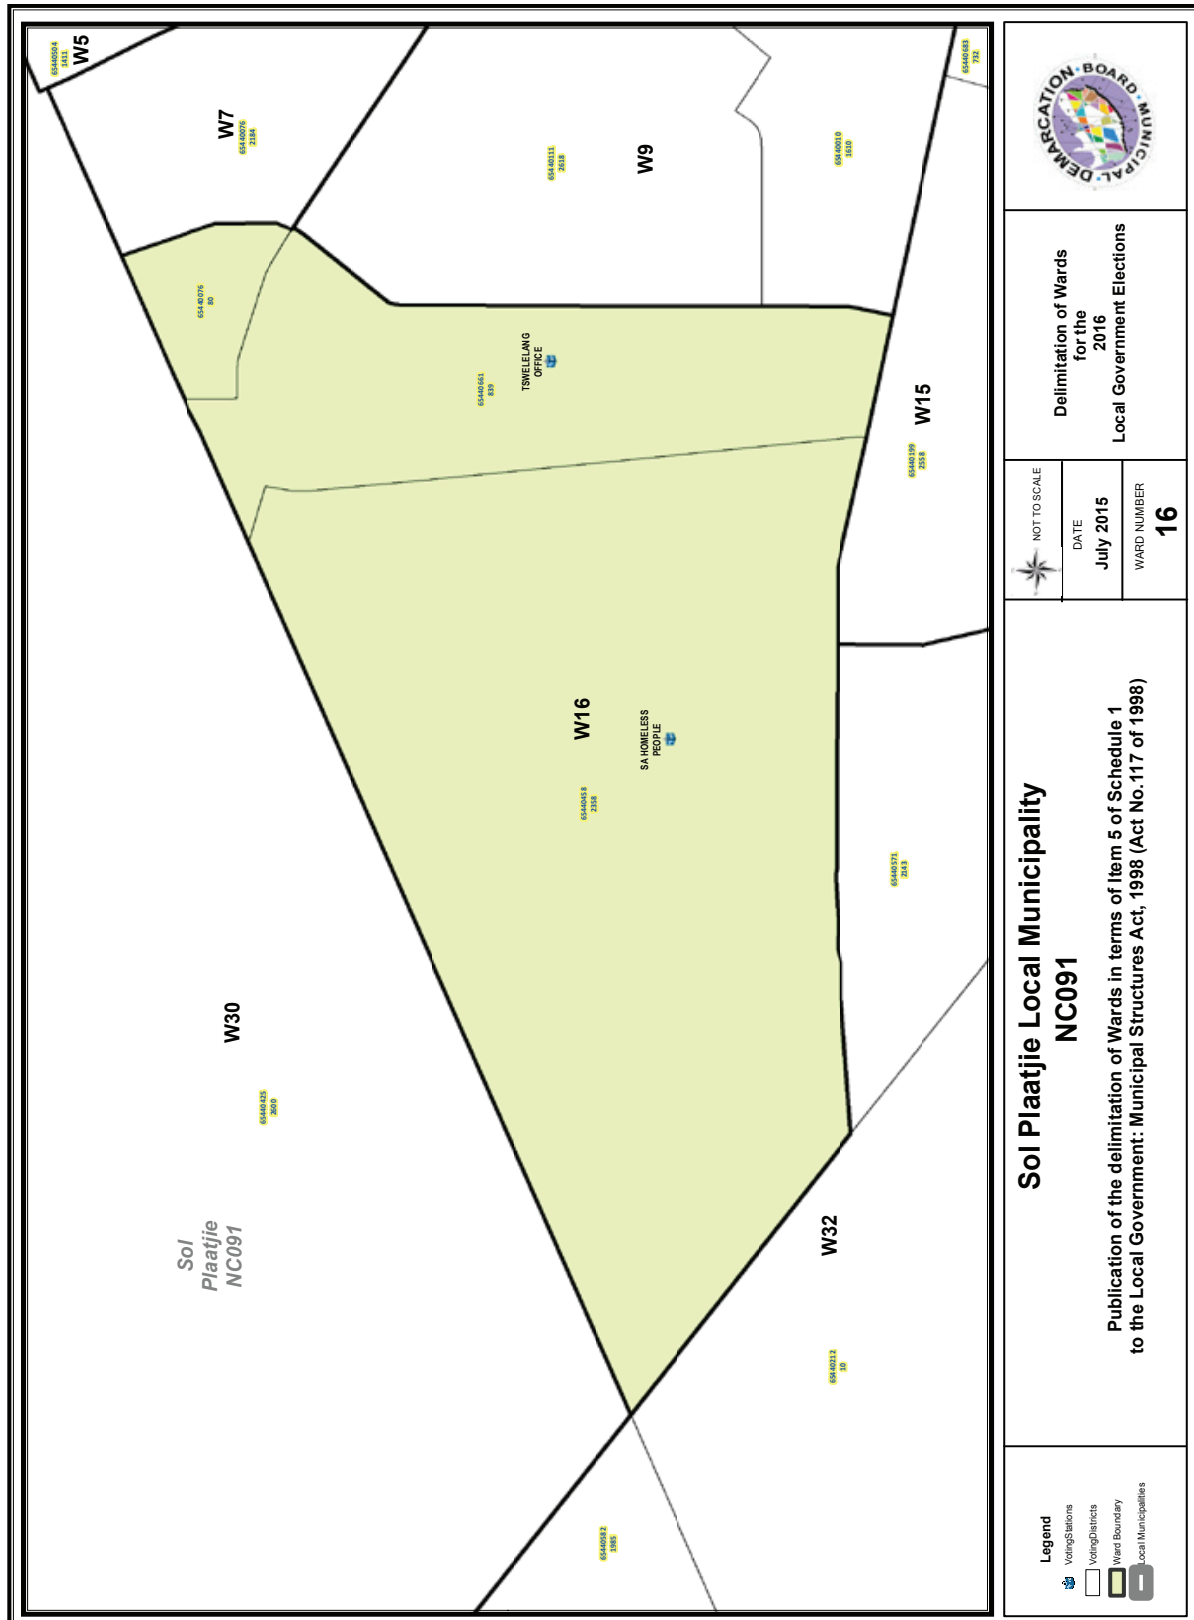 65440504
1411
W5
W7
65440076
2184
65440111
2618
W9
65440010
1610
65440683
732
65440076
80
65440661
839
TSWELELANG
OFFICE
W15
65440199
2558
W16
SA HOMELESS
PEOPLE
65440458
2358
65440571
2143
W30
65440425
2600
Sol
Plaatjie
NC091
W32
65440212
10
65440582
1985
MUNICIPAL · DEMARCATION · BOARD ·
Delimitation of Wards
for the
2016
Local Government Elections
NOT TO SCALE
DATE
July 2015
WARD NUMBER
16
Sol Plaatjie Local Municipality
NC091
Publication of the delimitation of Wards in terms of Item 5 of Schedule 1
to the Local Government: Municipal Structures Act, 1998 (Act No.117 of 1998)
Legend
VotingStations
VotingDistricts
Ward Boundary
Local Municipalities